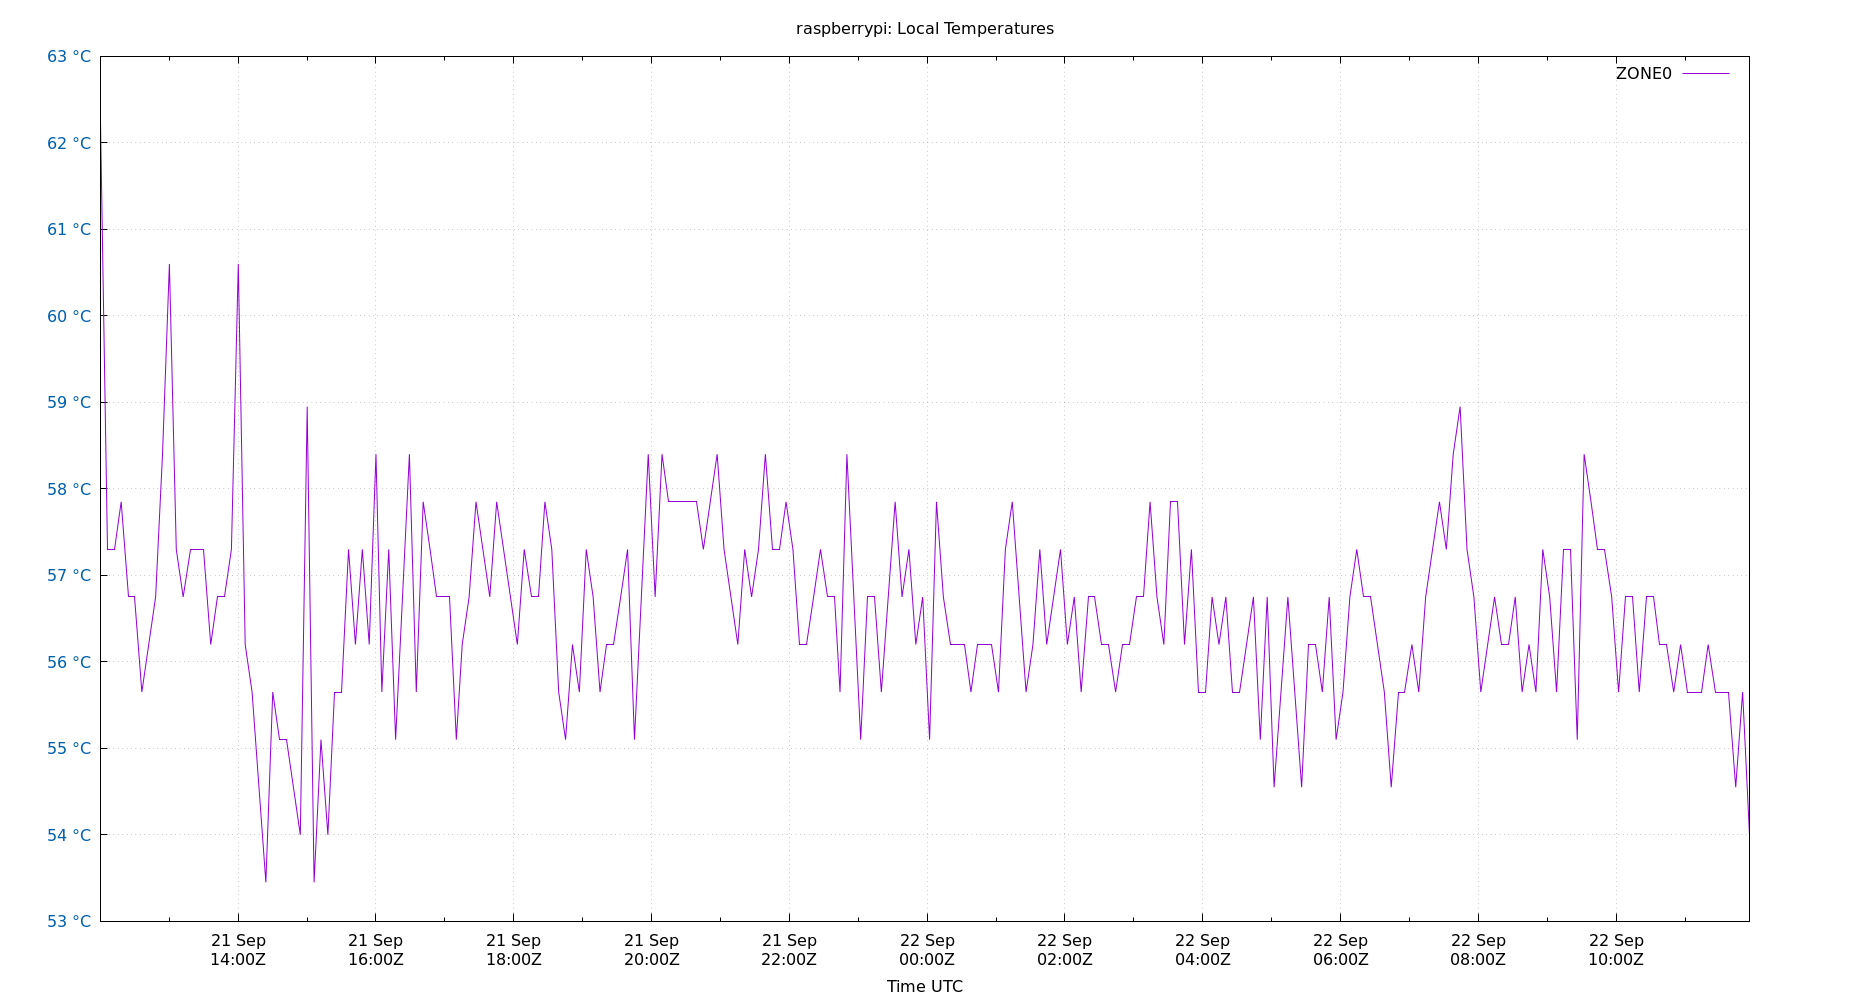 raspberrypi: Local Temperatures
63 °C
ZONE0
62 °C
61 °C
60 °C
59 °C
58 °C
57 °C
56 °C
55 °C
54 °C
53 °C
21 Sep 21 Sep 21 Sep 21 Sep 21 Sep 22 Sep 22 Sep 22 Sep 22 Sep 22 Sep 22 Sep
14:00Z 16:00Z 18:00Z 20:00Z 22:00Z 00:00Z 02:00Z 04:00Z 06:00Z 08:00Z 10:00Z
Time UTC